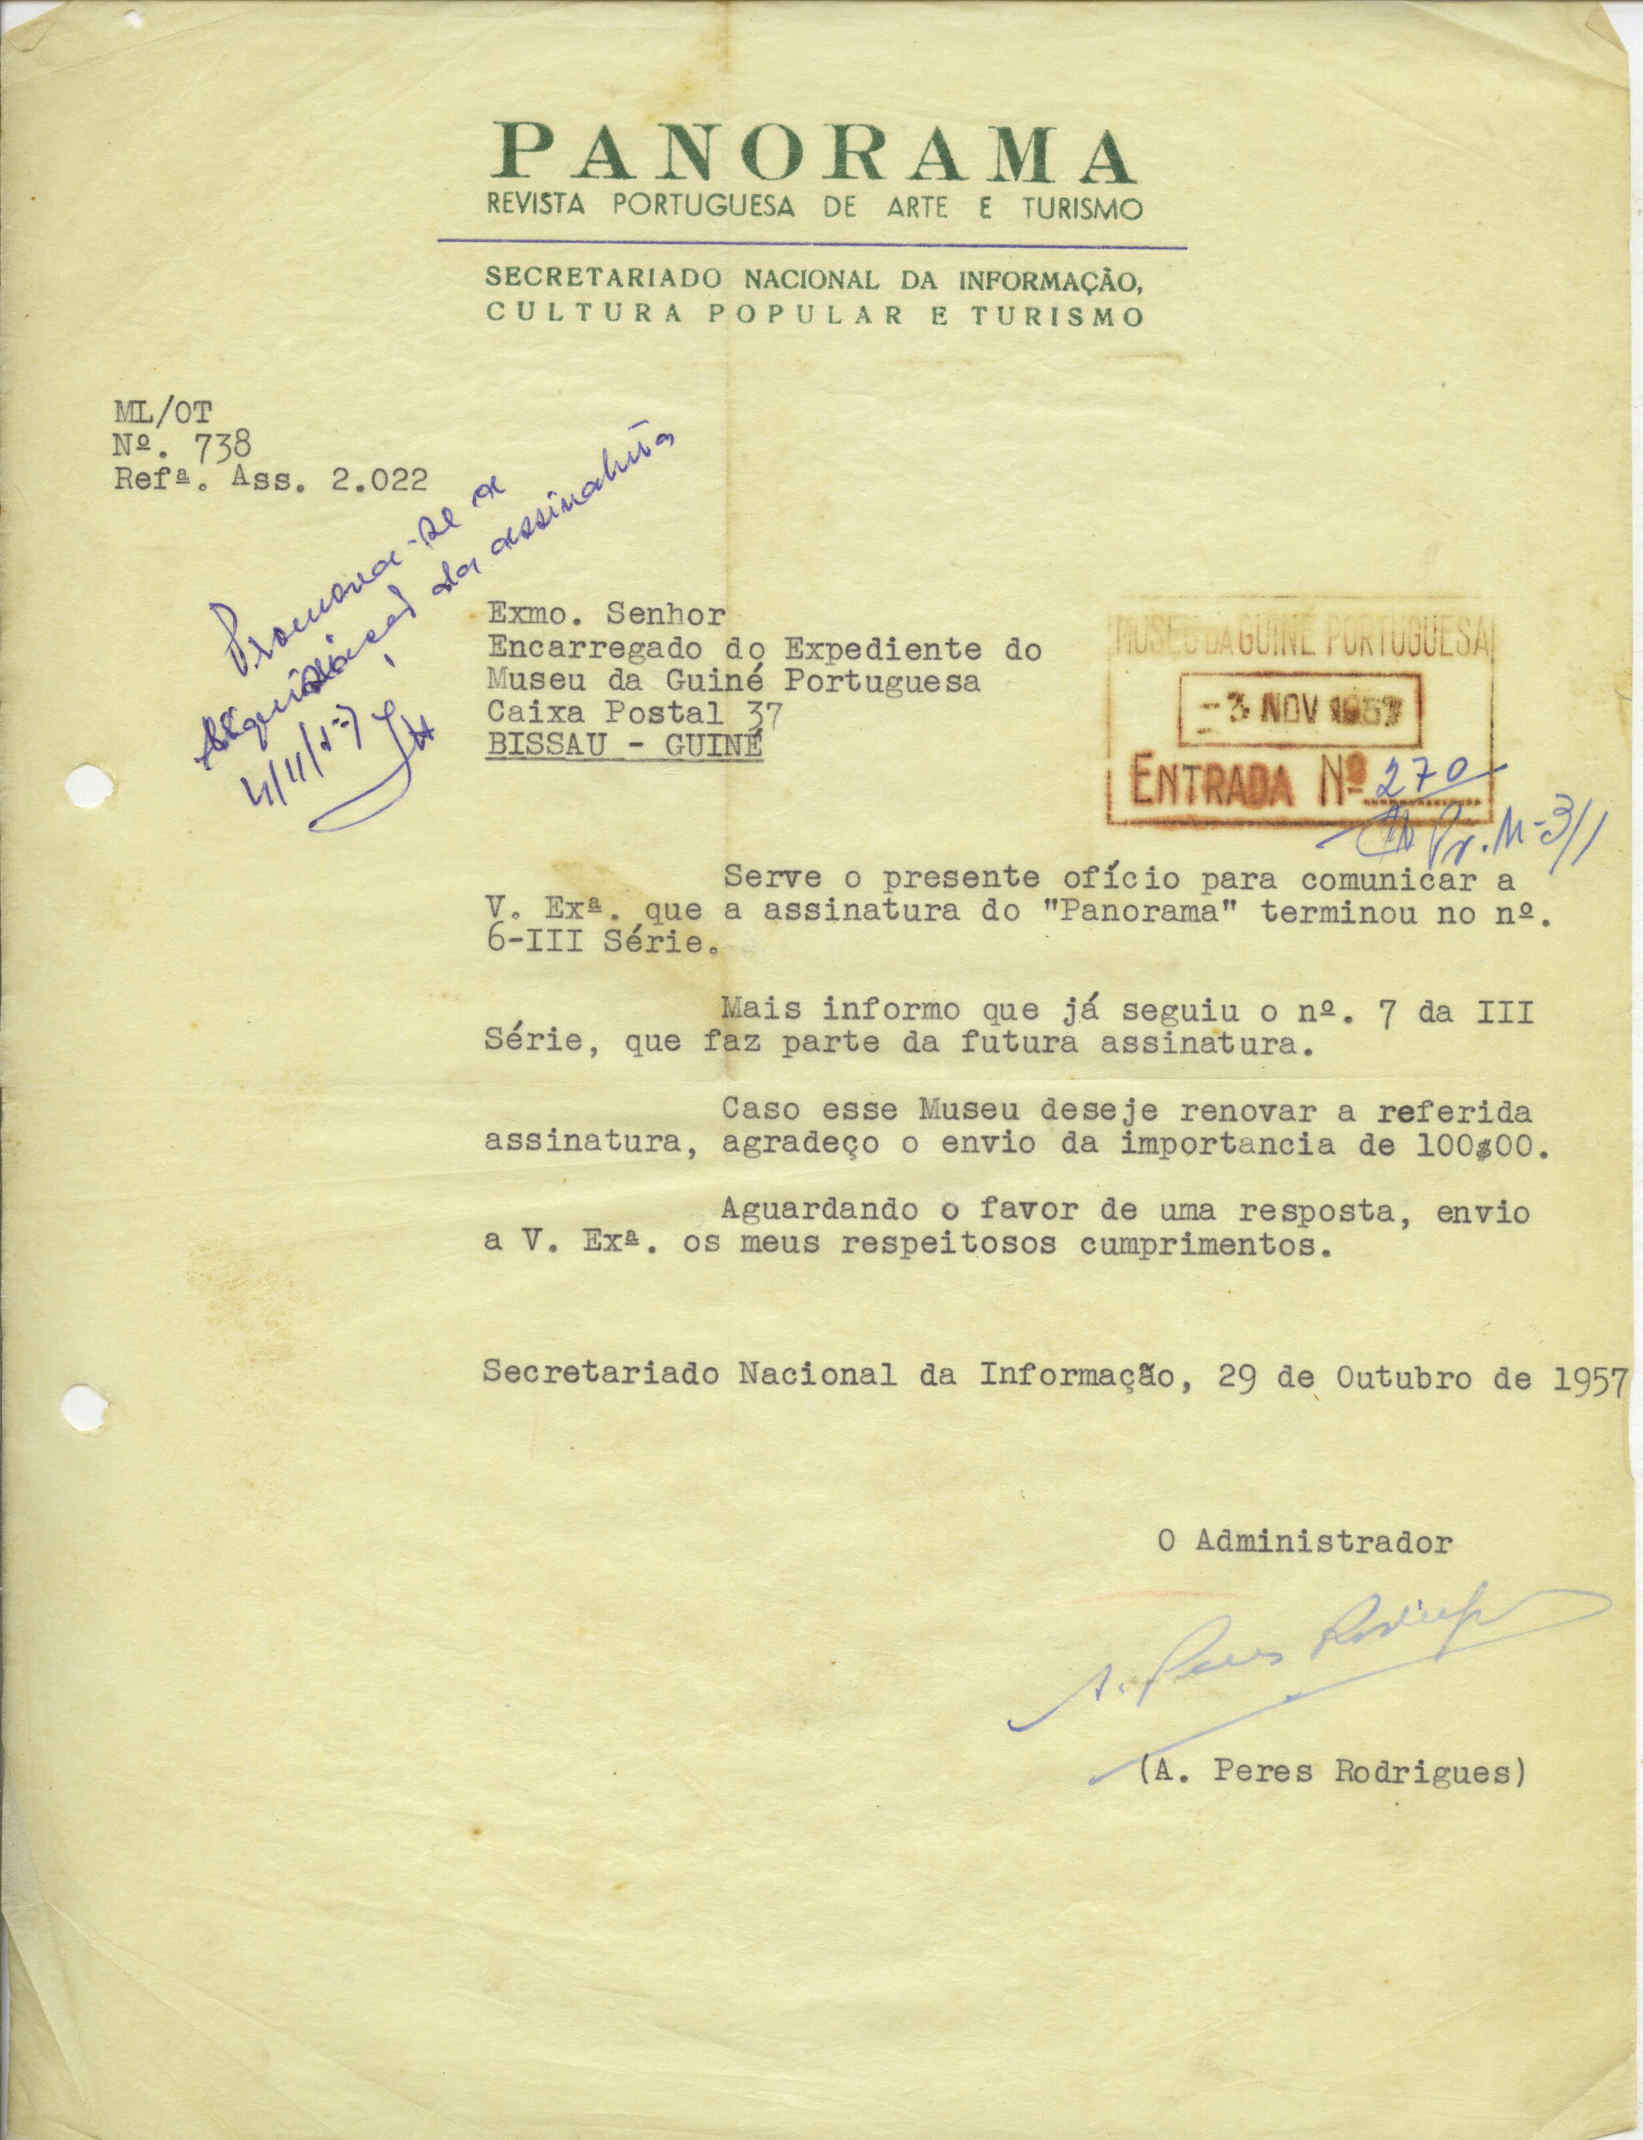 PANORAMA
REVISTA PORTUGUESA DE ARTE E TURISMO
SECRETARIADO NACIONAL DA INFORMAÇÃO,
CULTURA POPULAR E TURISMO
ML/OT
Nº. 738
Refª. Ass. 2.022
Promova-se a
liquidação da assinatura
4/11/57
Exmo. Senhor
Encarregado do Expediente do
Museu da Guiné Portuguesa
Caixa Postal 37
BISSAU - GUINÉ
MUSEU DA GUINÉ PORTUGUESA
-3 NOV 1957
ENTRADA Nº 270
Pr. M-3/1
Serve o presente ofício para comunicar a
V. Exª. que a assinatura do "Panorama" terminou no nº.
6-III Série.
Mais informo que já seguiu o nº. 7 da III
Série, que faz parte da futura assinatura.
Caso esse Museu deseje renovar a referida
assinatura, agradeço o envio da importancia de 100$00.
Aguardando o favor de uma resposta, envio
a V. Exª. os meus respeitosos cumprimentos.
Secretariado Nacional da Informação, 29 de Outubro de 1957
O Administrador
A. Peres Rodrigues
(A. Peres Rodrigues)